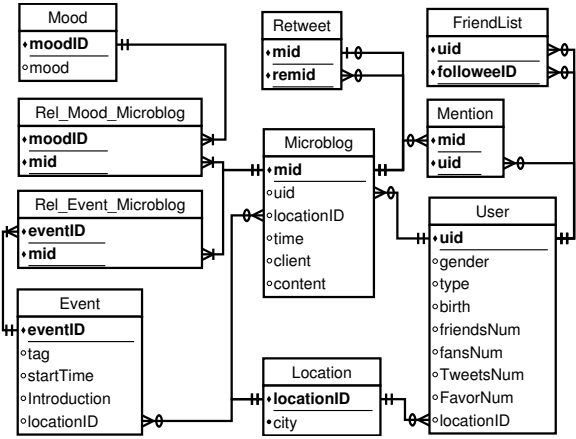 Mood
moodID
mood
Retweet
mid
remid
FriendList
uid
followeeID
Rel_Mood_Microblog
moodID
mid
Microblog
mid
uid
locationID
time
client
content
Mention
mid
uid
Rel_Event_Microblog
eventID
mid
User
uid
gender
type
birth
friendsNum
fansNum
TweetsNum
FavorNum
locationID
Event
eventID
tag
startTime
Introduction
locationID
Location
locationID
city